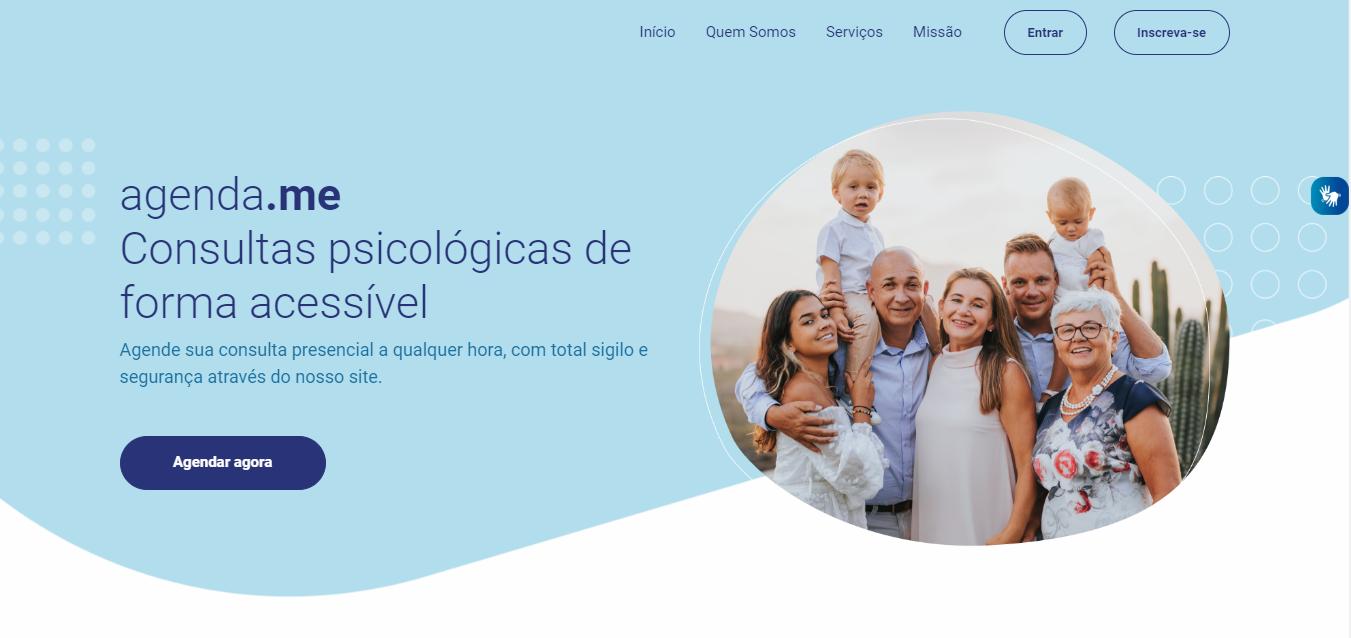 Início Quem Somos Serviços Missão Entrar Inscreva-se
agenda.me
Consultas psicológicas de
forma acessível
Agende sua consulta presencial a qualquer hora, com total sigilo e
segurança através do nosso site.
Agendar agora